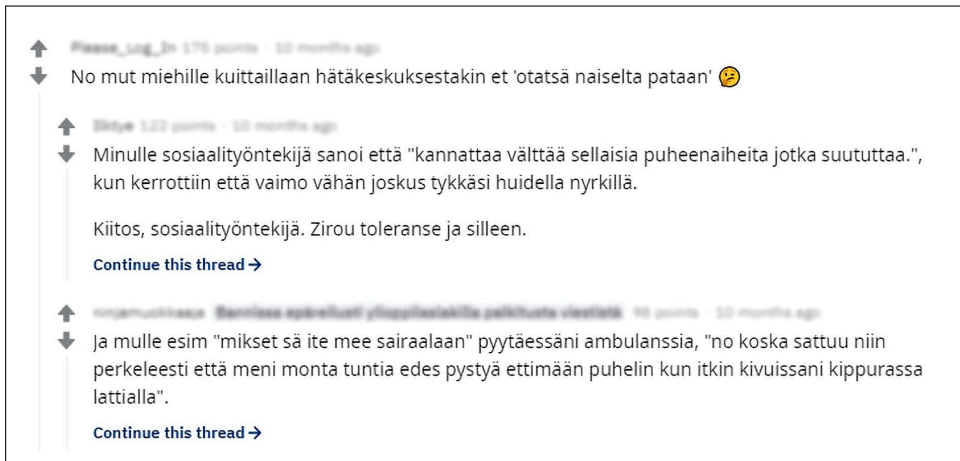 No mut miehille kuittaillaan hätäkeskuksestakin et 'otatsä naiselta pataan' 🫤
Minulle sosiaalityöntekijä sanoi että "kannattaa välttää sellaisia puheenaiheita jotka suututtaa.",
kun kerrottiin että vaimo vähän joskus tykkäsi huidella nyrkillä.
Kiitos, sosiaalityöntekijä. Zirou toleranse ja silleen.
Continue this thread→
Ja mulle esim "mikset sä ite mee sairaalaan" pyytäessäni ambulanssia, "no koska sattuu niin
perkeleesti että meni monta tuntia edes pystyä ettimään puhelin kun itkin kivuissani kippurassa
lattialla".
Continue this thread→